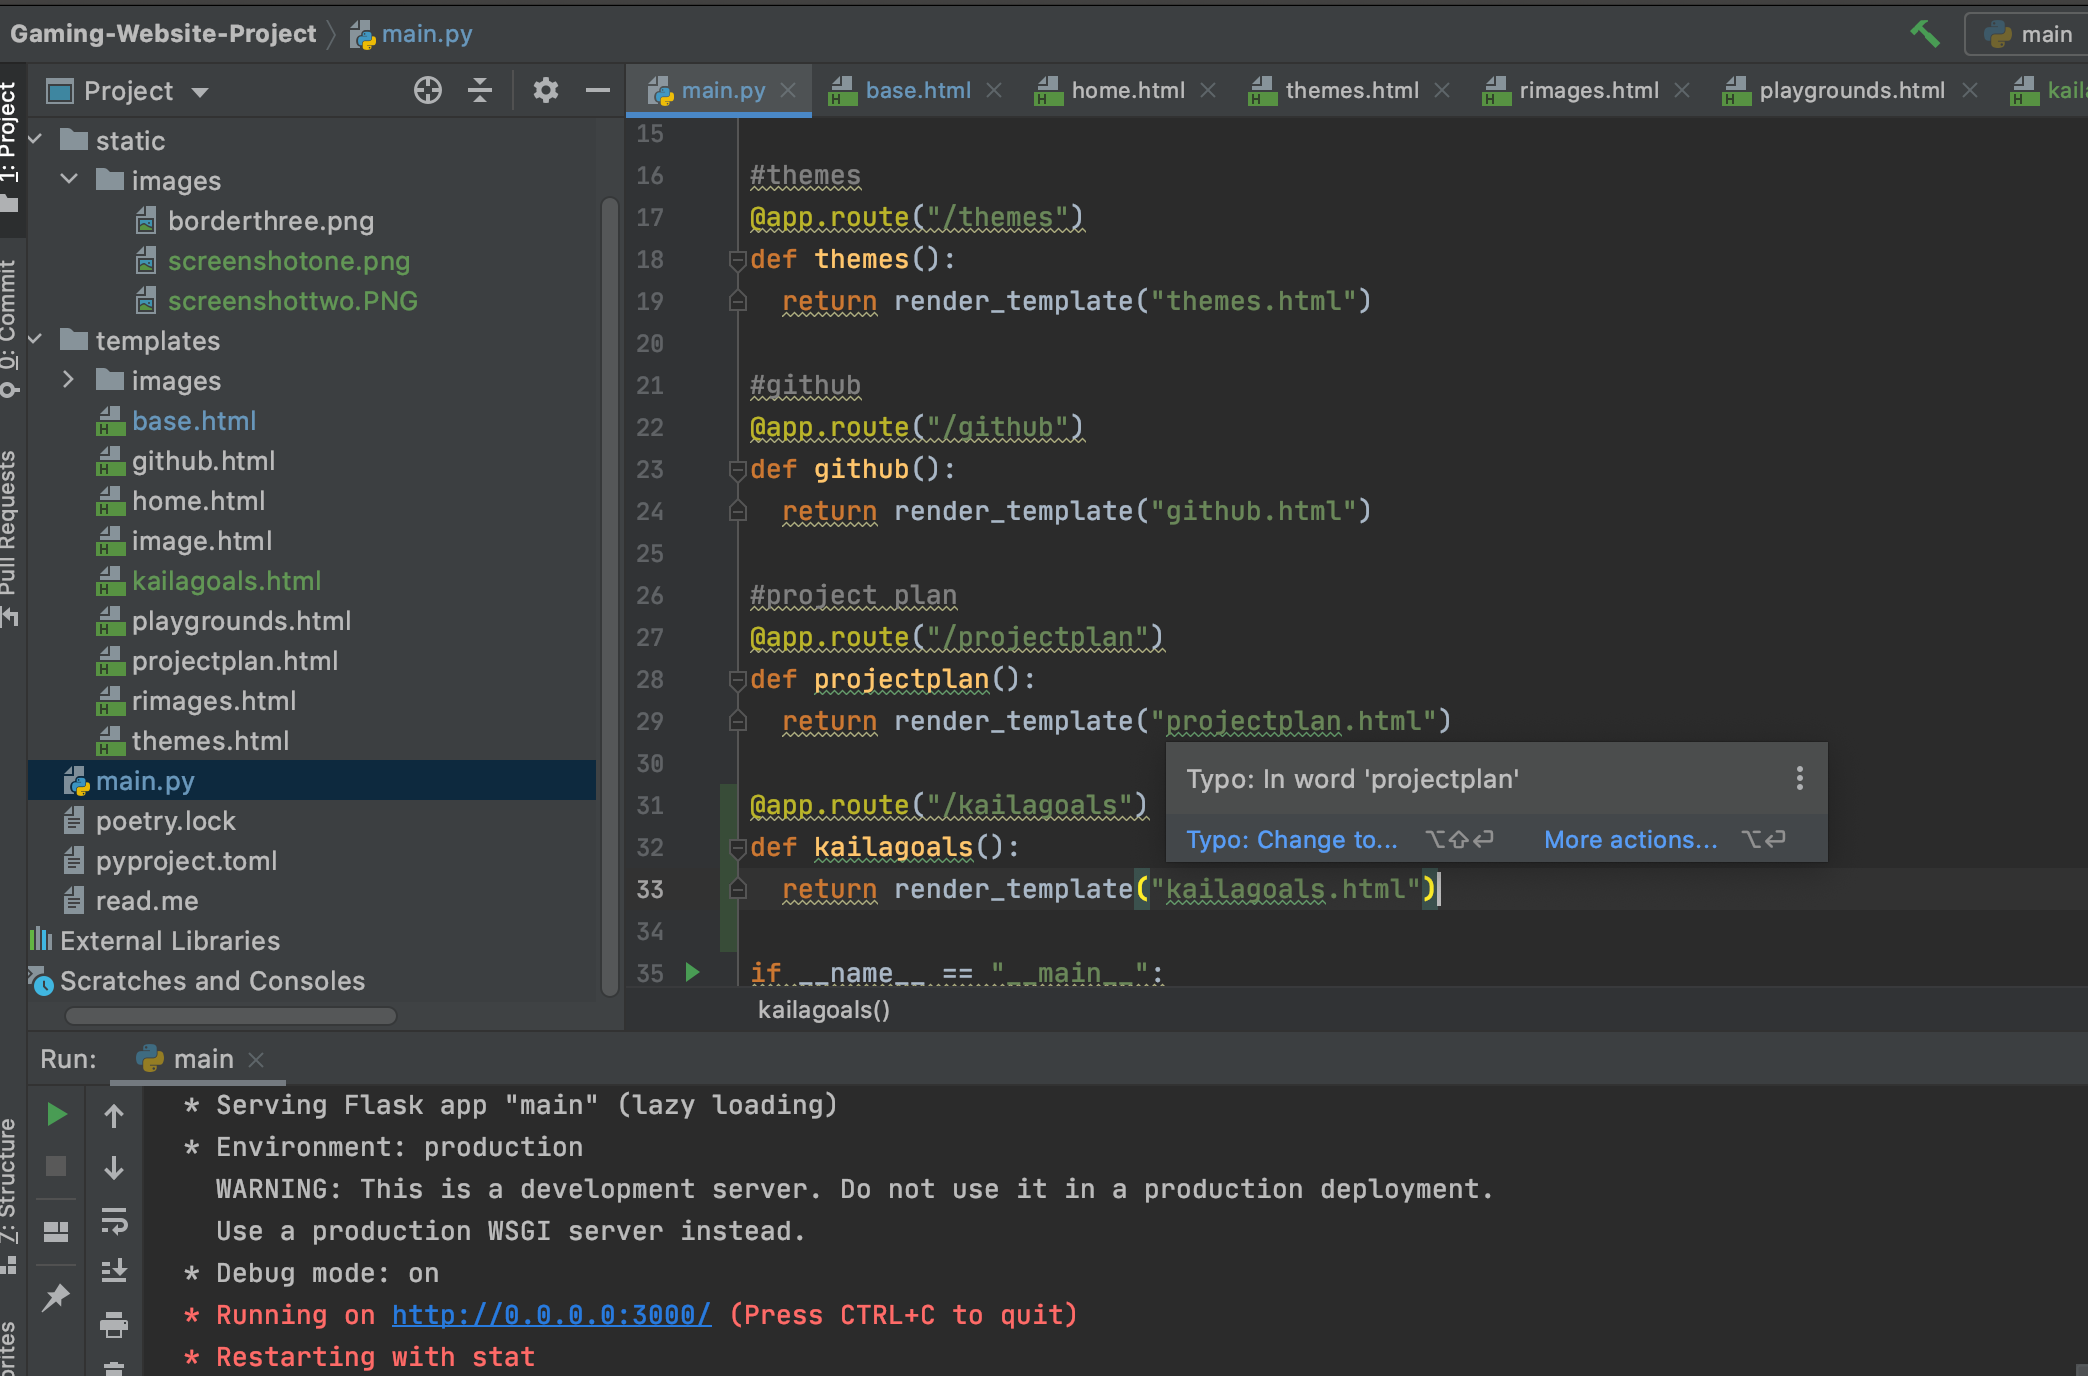 Gaming-Website-Project
main.py
main
1: Project
0: Commit
Pull Requests
7: Structure
Project
static
images
borderthree.png
screenshotone.png
screenshottwo.PNG
templates
images
base.html
github.html
home.html
image.html
kailagoals.html
playgrounds.html
projectplan.html
rimages.html
themes.html
main.py
poetry.lock
pyproject.toml
read.me
External Libraries
Scratches and Consoles
main.py base.html home.html themes.html rimages.html playgrounds.html
15
16 #themes
17 @app.route("/themes")
18 def themes():
19 return render_template("themes.html")
20
21 #github
22 @app.route("/github")
23 def github():
24 return render_template("github.html")
25
26 #project plan
27 @app.route("/projectplan")
28 def projectplan():
29 return render_template("projectplan.html")
30
31 @app.route("/kailagoals")
32 def kailagoals():
33 return render_template("kailagoals.html")
34
35 if __name__ == "__main__":
Typo: In word 'projectplan'
Typo: Change to... ⌥⇧⏎ More actions... ⌥⏎
kailagoals()
Run: main
* Serving Flask app "main" (lazy loading)
* Environment: production
WARNING: This is a development server. Do not use it in a production deployment.
Use a production WSGI server instead.
* Debug mode: on
* Running on http://0.0.0.0:3000/ (Press CTRL+C to quit)
* Restarting with stat